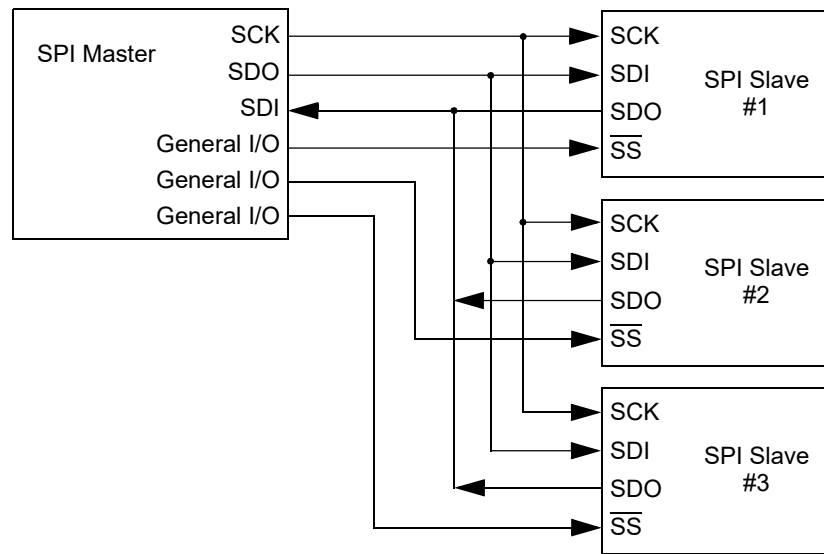 SPI Master
SCK
SDO
SDI
General I/O
General I/O
General I/O
SCK
SDI
SDO
SS
SPI Slave
#1
SCK
SDI
SDO
SS
SPI Slave
#2
SCK
SDI
SDO
SS
SPI Slave
#3